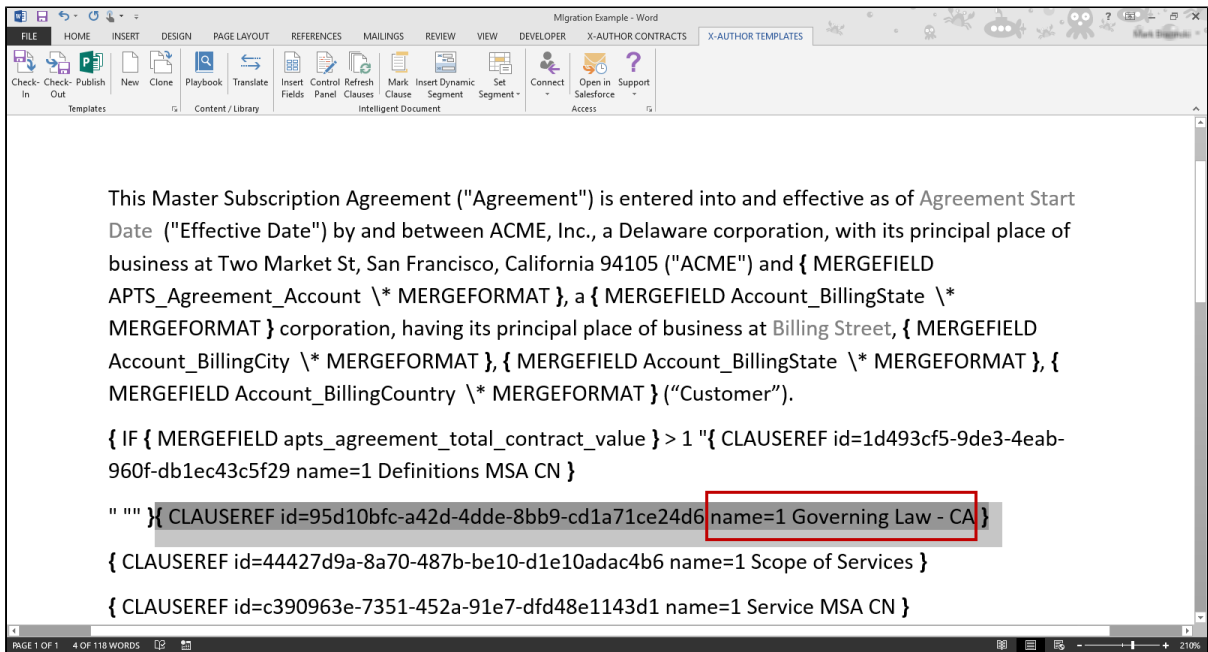 MIgration Example - Word
FILE HOME INSERT DESIGN PAGE LAYOUT REFERENCES MAILINGS REVIEW VIEW DEVELOPER X-AUTHOR CONTRACTS X-AUTHOR TEMPLATES
Check- Check- Publish New Clone Playbook Translate Insert Control Refresh Mark Insert Dynamic Set Connect Open in Support
In Out Fields Panel Clauses Clause Segment Segment Salesforce
Templates Content / Library Intelligent Document Access
This Master Subscription Agreement ("Agreement") is entered into and effective as of Agreement Start
Date ("Effective Date") by and between ACME, Inc., a Delaware corporation, with its principal place of
business at Two Market St, San Francisco, California 94105 ("ACME") and { MERGEFIELD
APTS_Agreement_Account \* MERGEFORMAT }, a { MERGEFIELD Account_BillingState \*
MERGEFORMAT } corporation, having its principal place of business at Billing Street, { MERGEFIELD
Account_BillingCity \* MERGEFORMAT }, { MERGEFIELD Account_BillingState \* MERGEFORMAT }, {
MERGEFIELD Account_BillingCountry \* MERGEFORMAT } (“Customer”).
{ IF { MERGEFIELD apts_agreement_total_contract_value } > 1 "{ CLAUSEREF id=1d493cf5-9de3-4eab-
960f-db1ec43c5f29 name=1 Definitions MSA CN }
" "" }{ CLAUSEREF id=95d10bfc-a42d-4dde-8bb9-cd1a71ce24d6 name=1 Governing Law - CA }
{ CLAUSEREF id=44427d9a-8a70-487b-be10-d1e10adac4b6 name=1 Scope of Services }
{ CLAUSEREF id=c390963e-7351-452a-91e7-dfd48e1143d1 name=1 Service MSA CN }
PAGE 1 OF 1 4 OF 118 WORDS 210%